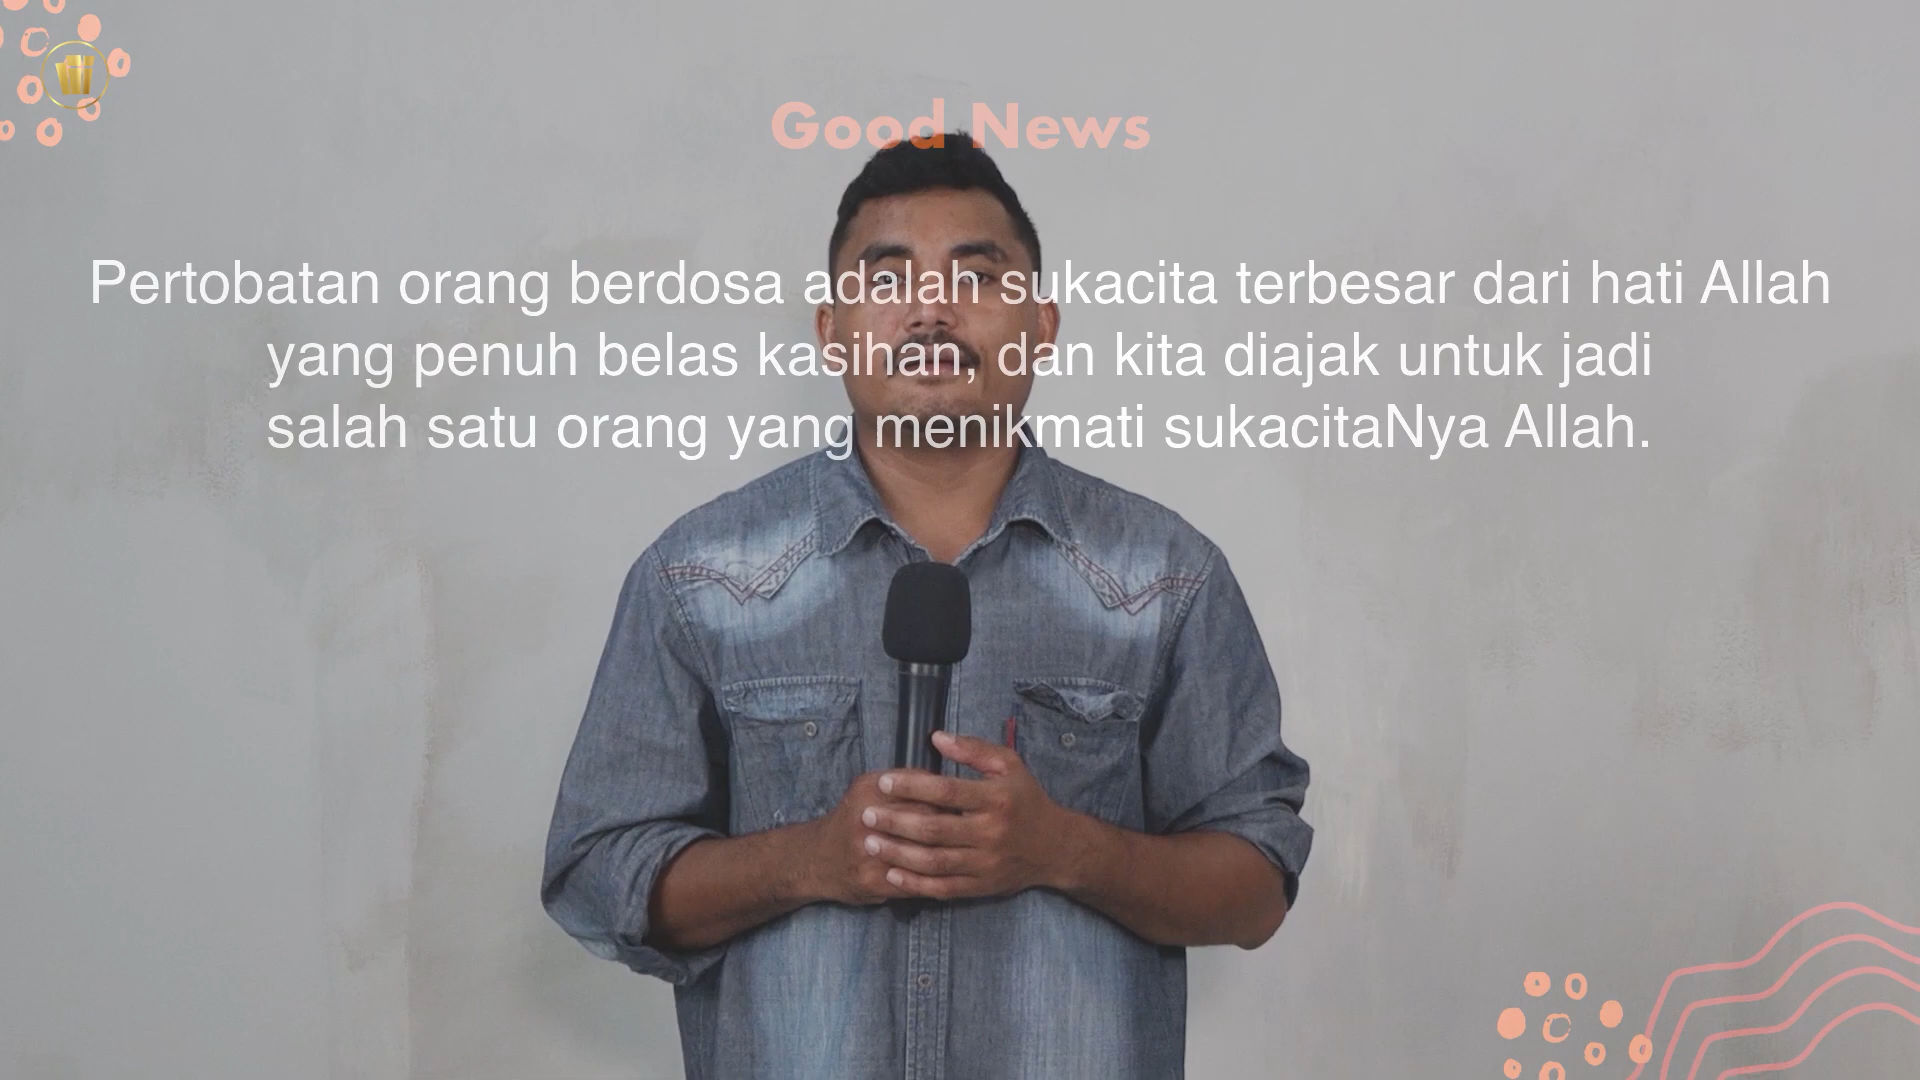 Good News
Pertobatan orang berdosa adalah sukacita terbesar dari hati Allah
yang penuh belas kasihan, dan kita diajak untuk jadi
salah satu orang yang menikmati sukacitaNya Allah.